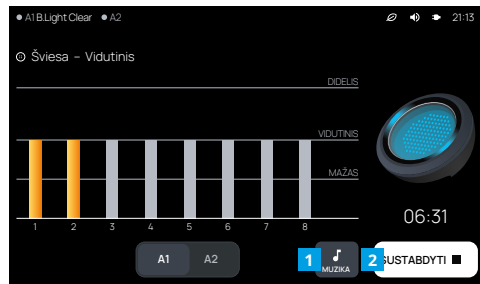 A1 B.Light Clear A2 21:13
Šviesa – Vidutinis
DIDELIS
VIDUTINIS
MAŽAS
1 2 3 4 5 6 7 8
06:31
A1 A2
1 MUZIKA
2 SUSTABDYTI